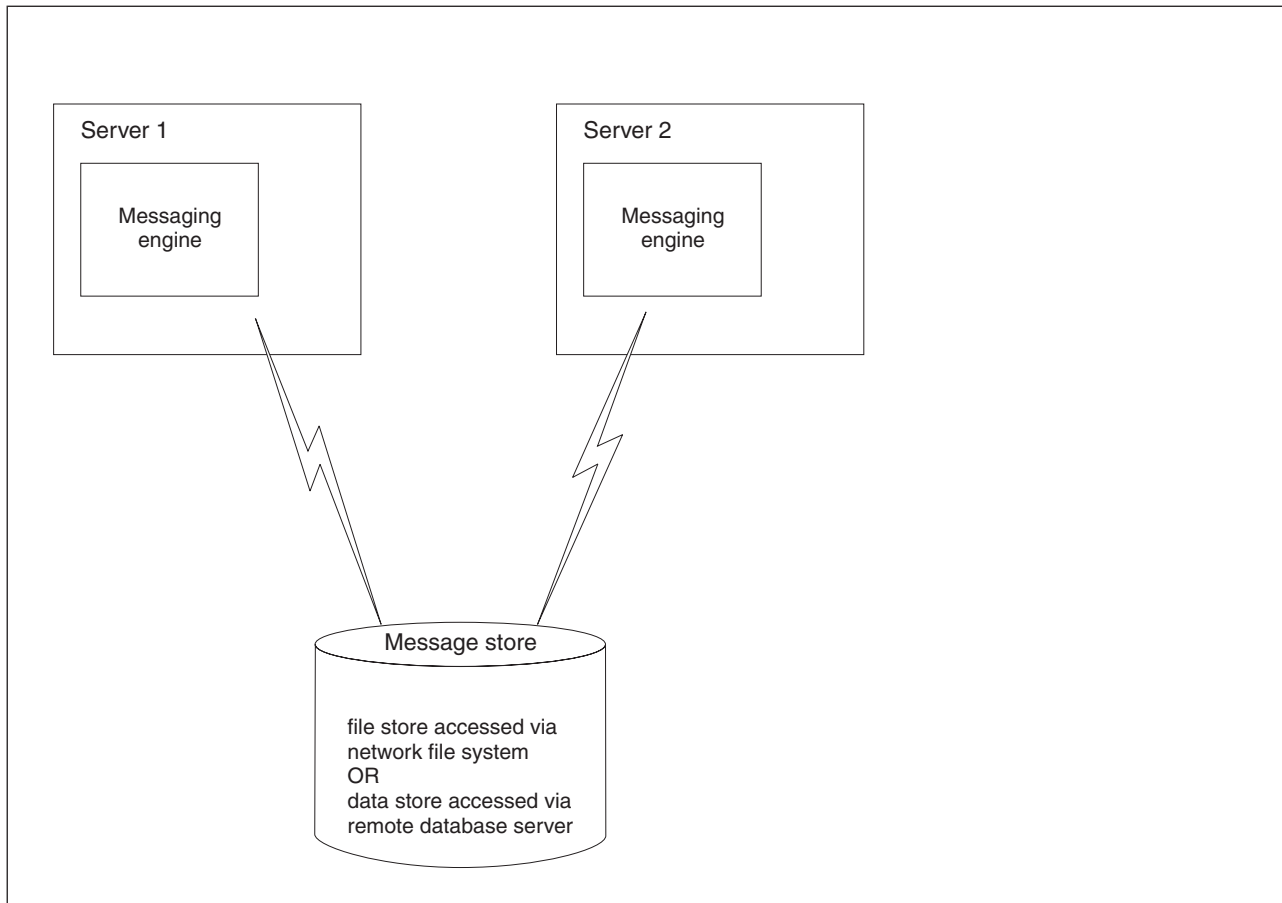 Server 1
Messaging
engine
Server 2
Messaging
engine
Message store
file store accessed via
network file system
OR
data store accessed via
remote database server